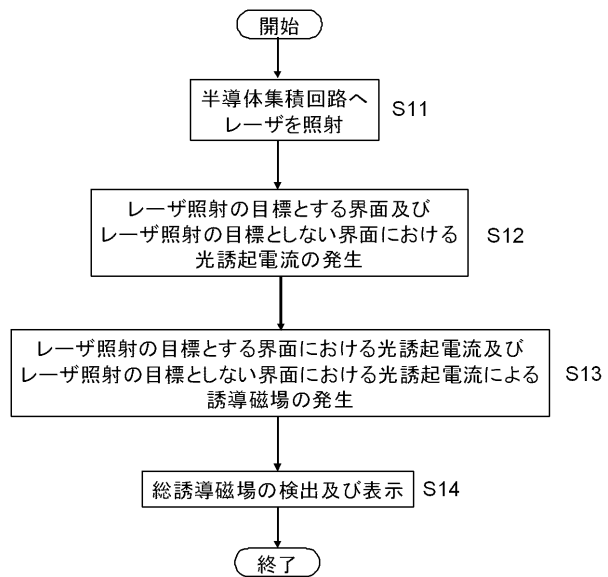 開始
半導体集積回路へ
レーザを照射
S11
レーザ照射の目標とする界面及び
レーザ照射の目標としない界面における
光誘起電流の発生
S12
レーザ照射の目標とする界面における光誘起電流及び
レーザ照射の目標としない界面における光誘起電流による
誘導磁場の発生
S13
総誘導磁場の検出及び表示
S14
終了